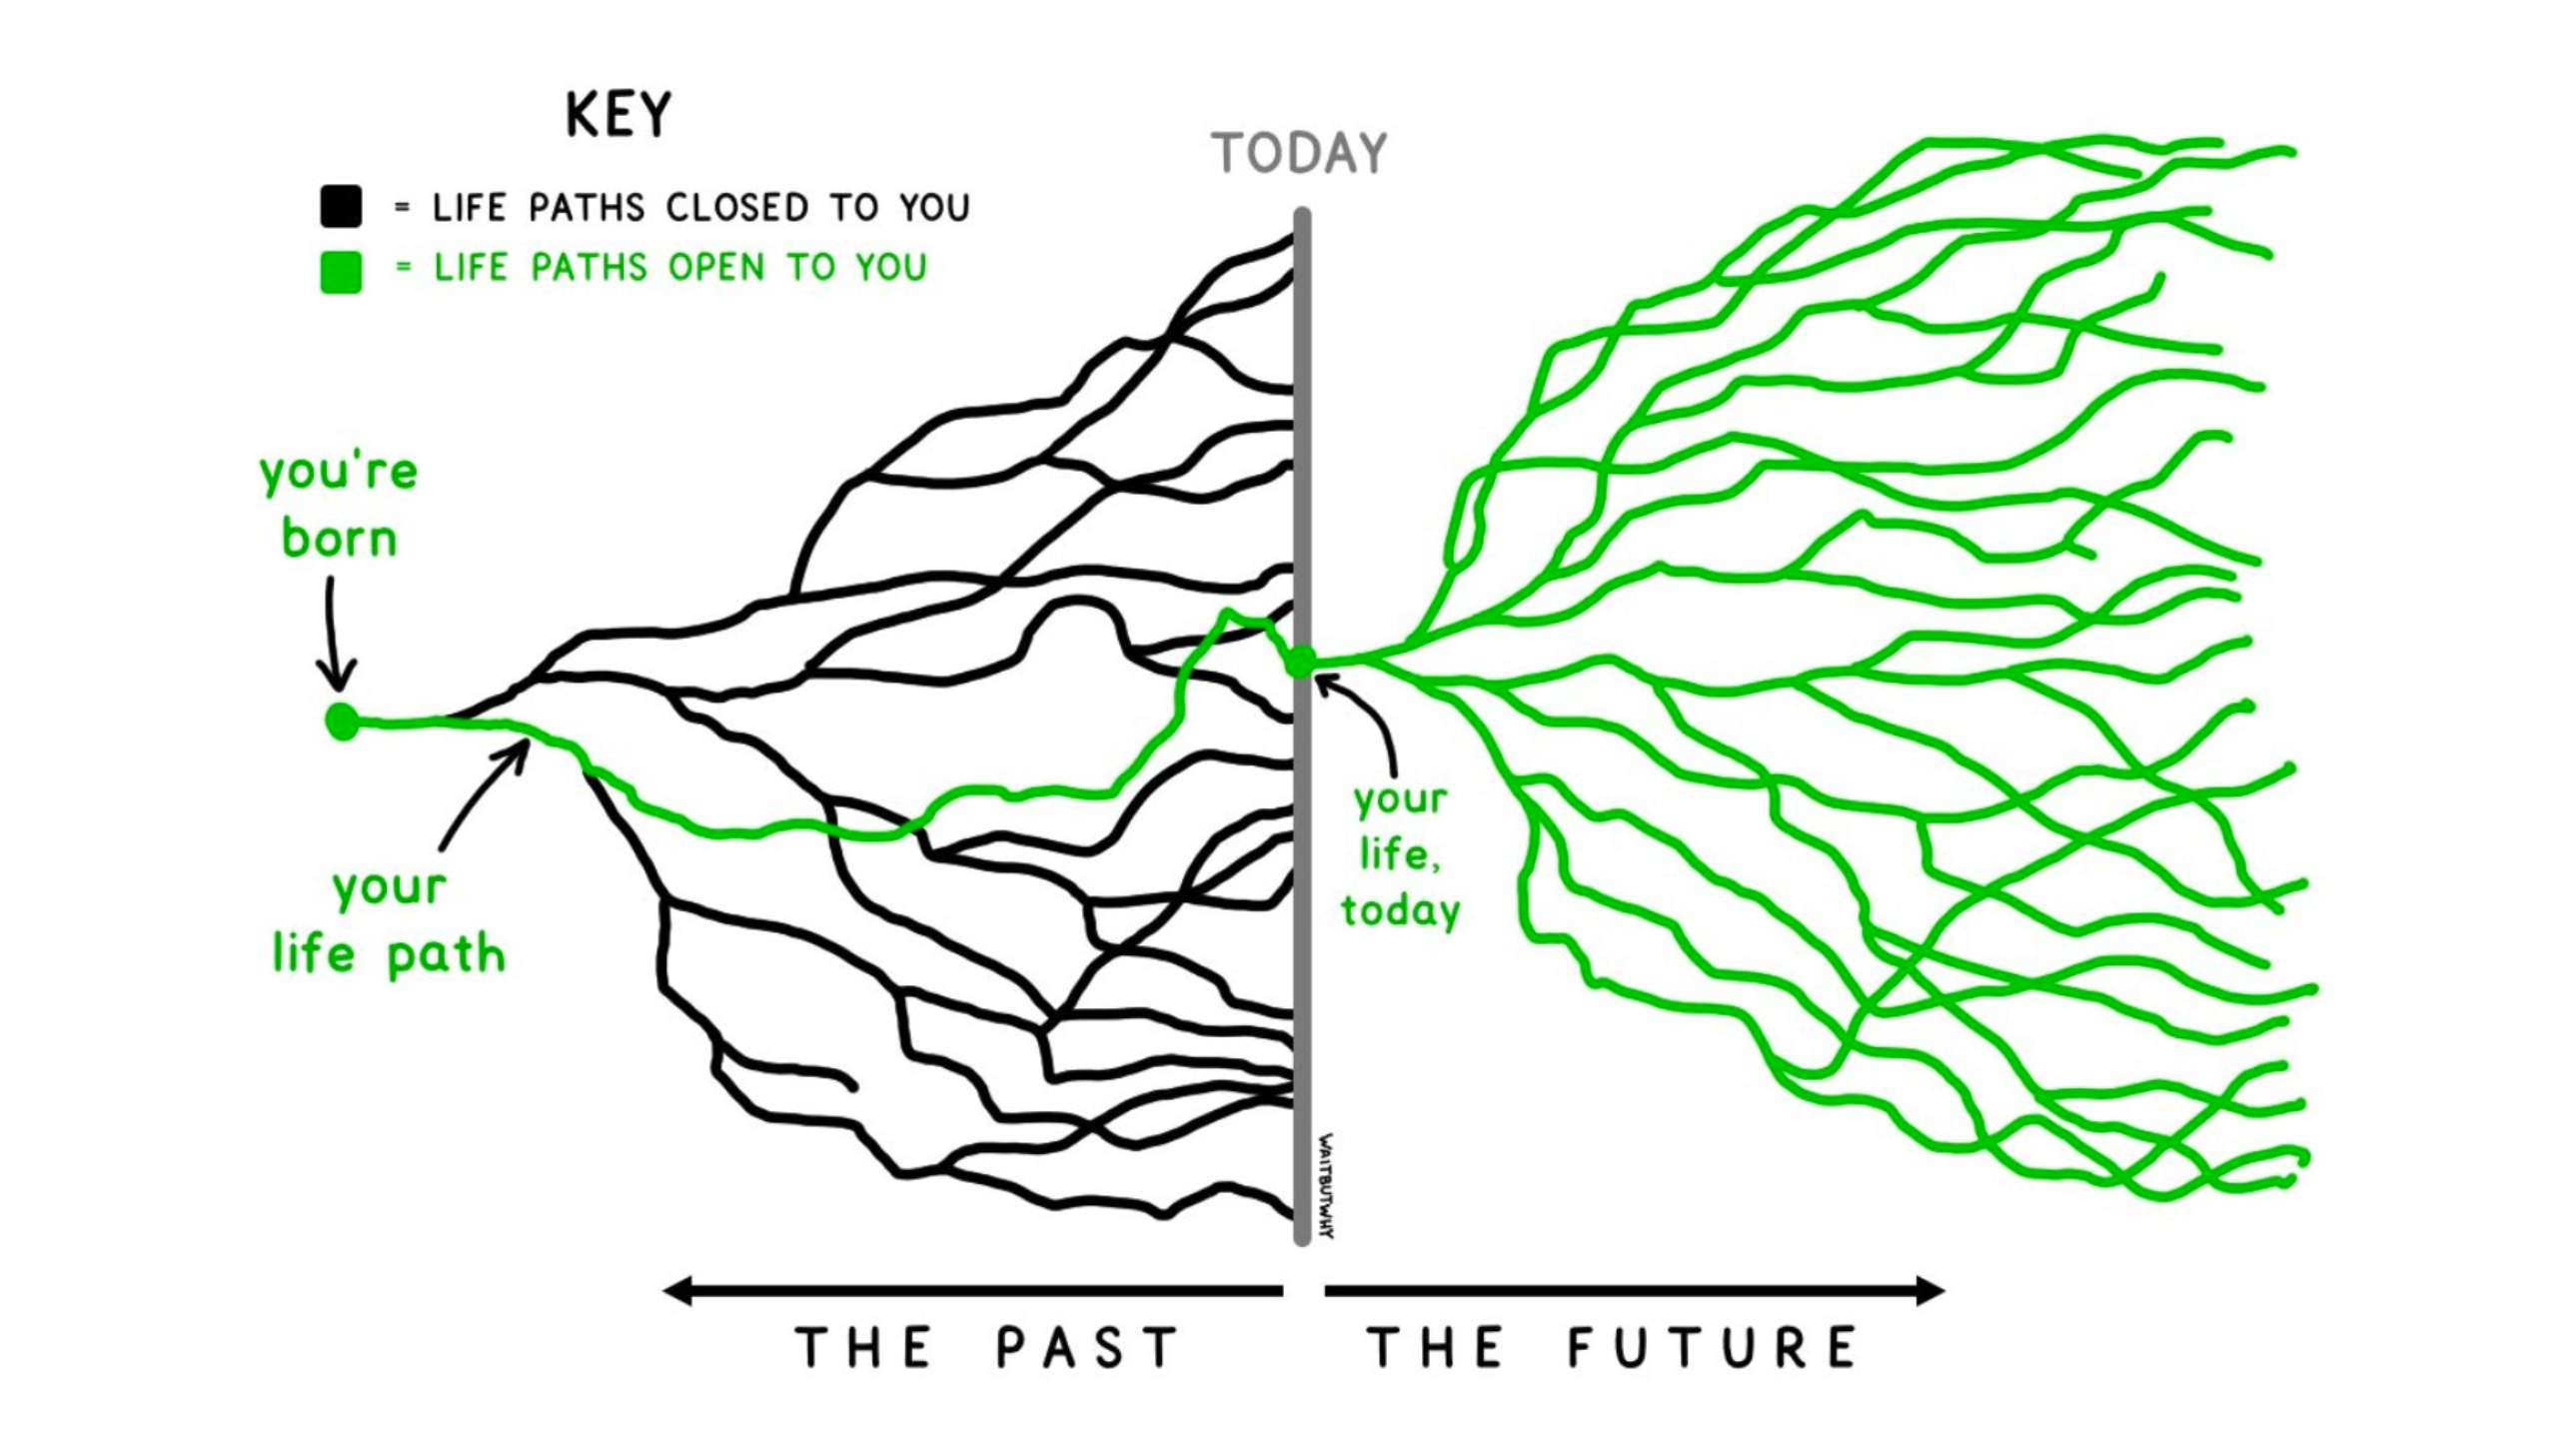 KEY
= LIFE PATHS CLOSED TO YOU
= LIFE PATHS OPEN TO YOU
TODAY
you're
born
your
life path
your
life,
today
WAITBUTWHY
THE PAST
THE FUTURE